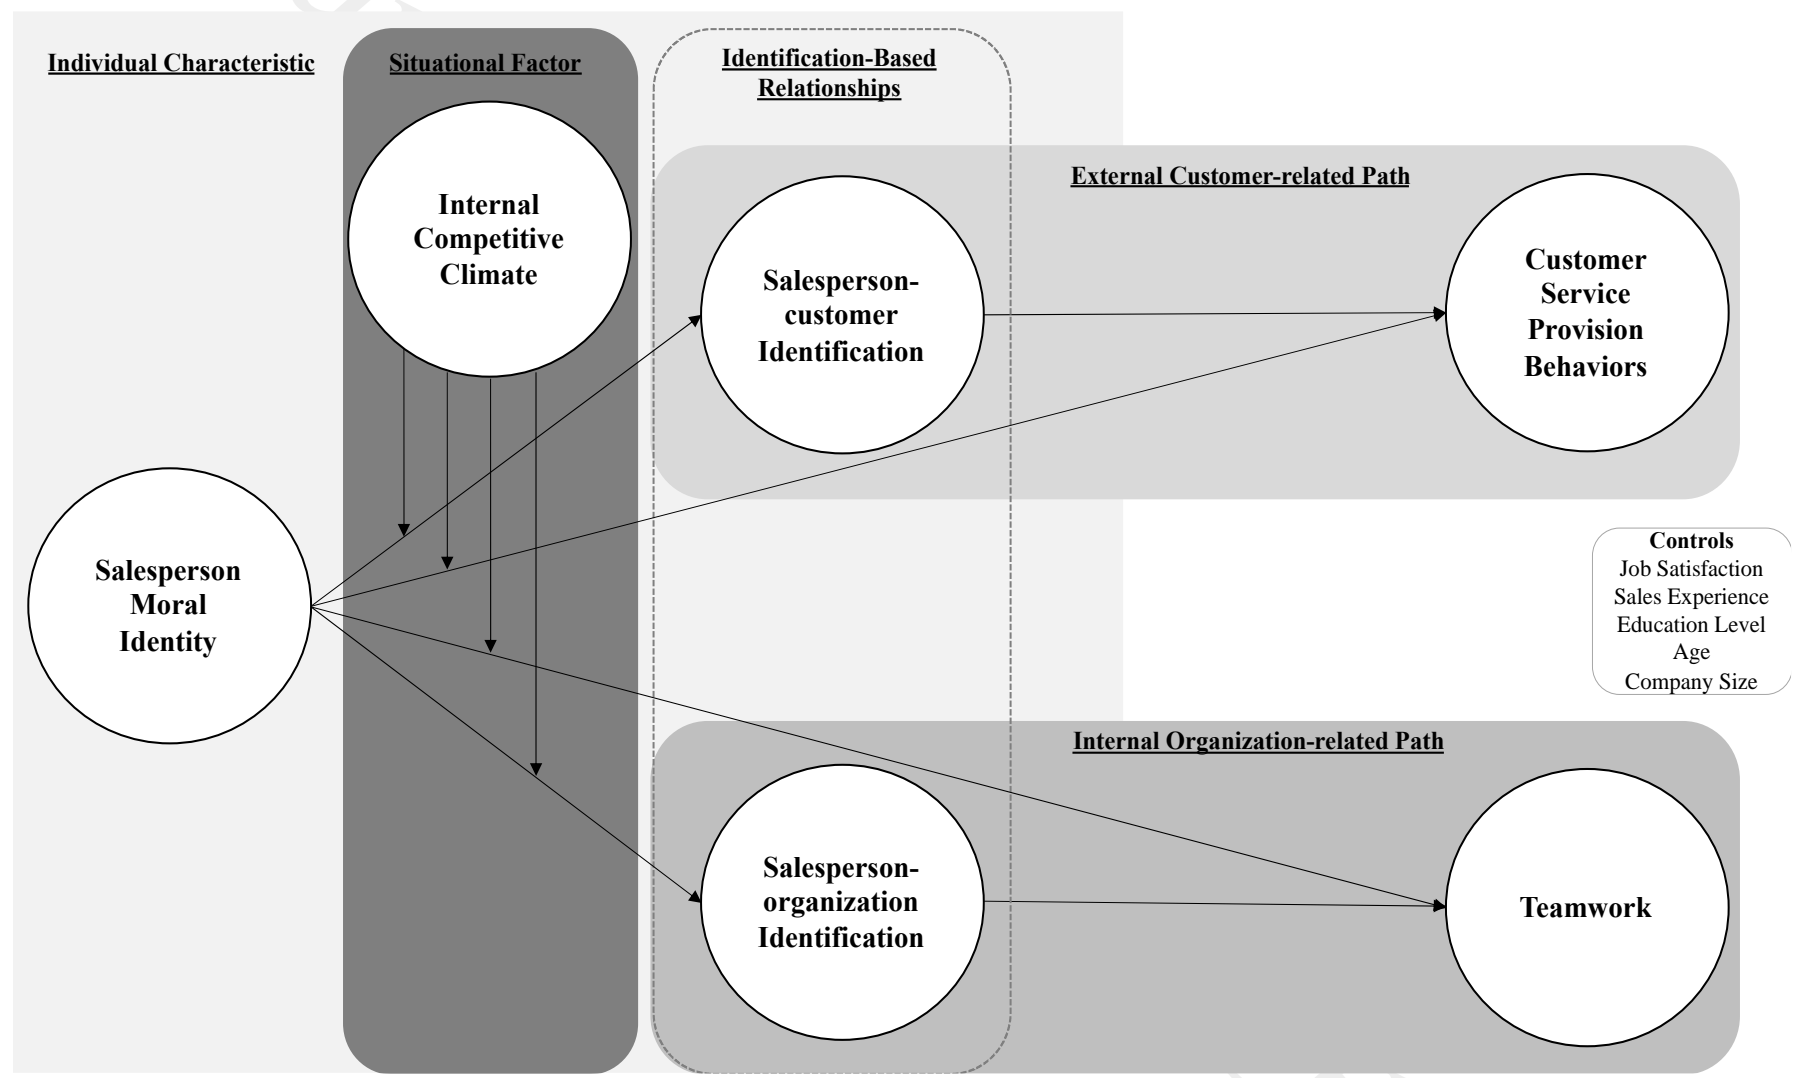 Individual Characteristic
Situational Factor
Identification-Based
Relationships
Internal
Competitive
Climate
External Customer-related Path
Salesperson-
customer
Identification
Customer
Service
Provision
Behaviors
Salesperson
Moral
Identity
Controls
Job Satisfaction
Sales Experience
Education Level
Age
Company Size
Internal Organization-related Path
Salesperson-
organization
Identification
Teamwork